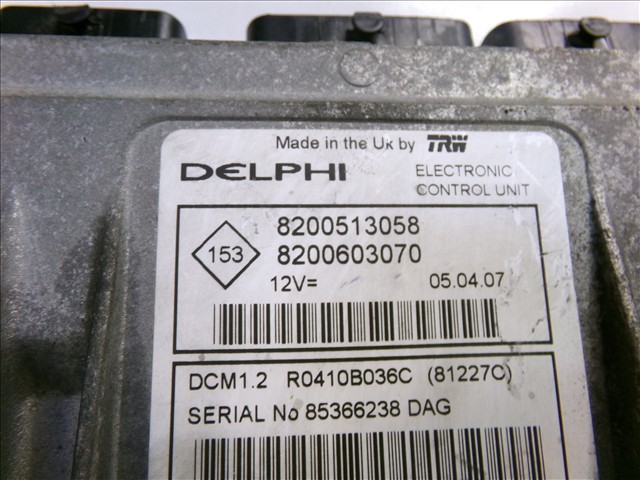 Made in the Uk by TRW
DELPHI
ELECTRONIC
CONTROL UNIT
153
8200513058
8200603070
12V= 05.04.07
DCM1.2 R0410B036C (81227C)
SERIAL No 85366238 DAG